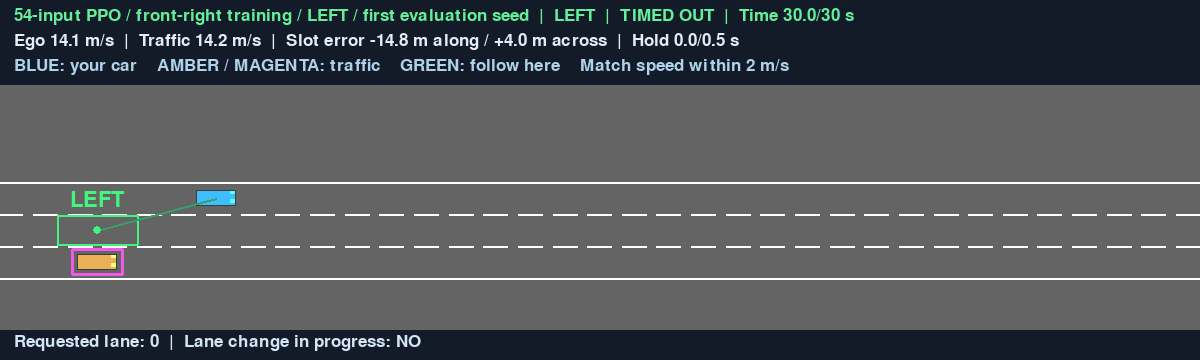 54-input PPO / front-right training / LEFT / first evaluation seed | LEFT | TIMED OUT | Time 30.0/30 s
Ego 14.1 m/s | Traffic 14.2 m/s | Slot error -14.8 m along / +4.0 m across | Hold 0.0/0.5 s
BLUE: your car AMBER / MAGENTA: traffic GREEN: follow here Match speed within 2 m/s
LEFT
Requested lane: 0 | Lane change in progress: NO